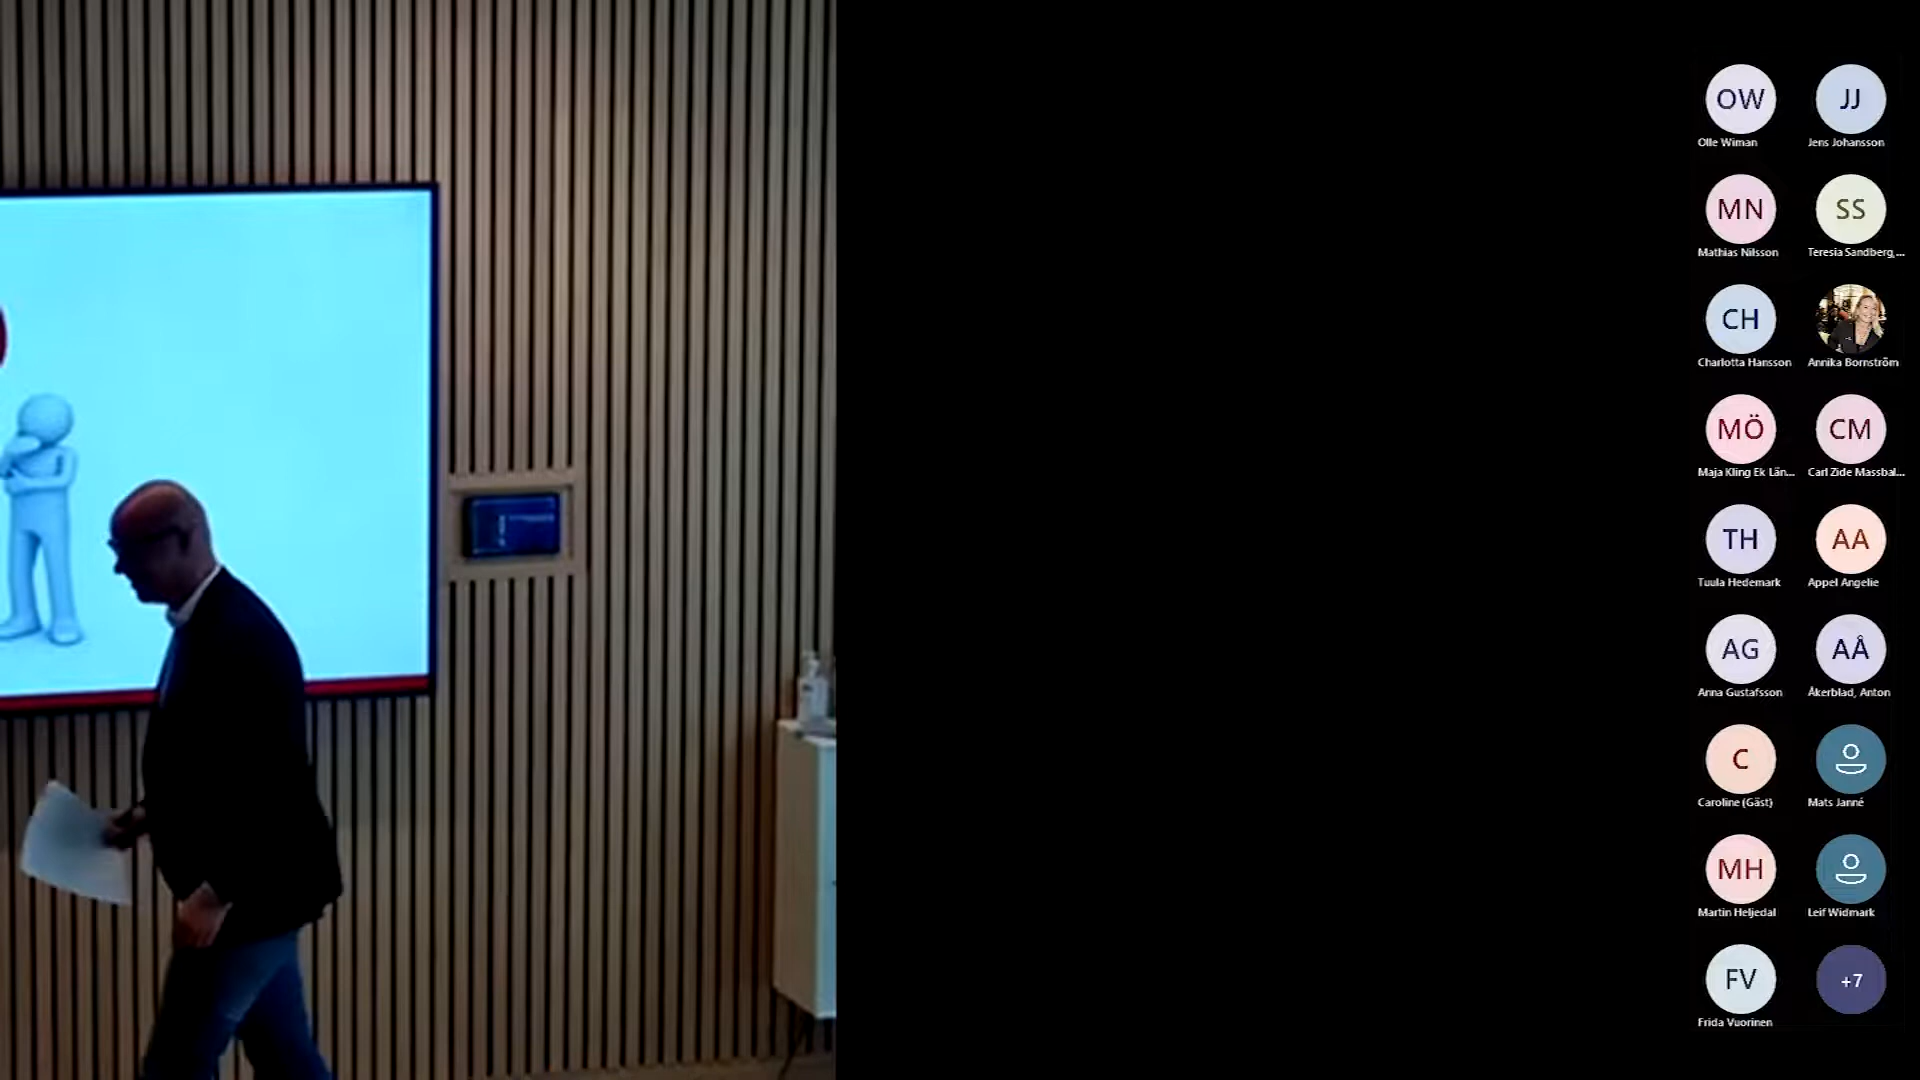 OW
JJ
Olle Wiman
Jens Johansson
MN
SS
Mathias Nilsson
Teresia Sandberg,...
CH
Charlotta Hansson
Annika Bornström
MÖ
CM
Maja Kling Ek Län...
Carl Zide Massbal...
TH
AA
Tuula Hedemark
Appel Angelie
AG
AÅ
Anna Gustafsson
Åkerblad, Anton
C
Caroline (Gäst)
Mats Janné
MH
Martin Heljedal
Leif Widmark
FV
+7
Frida Vuorinen